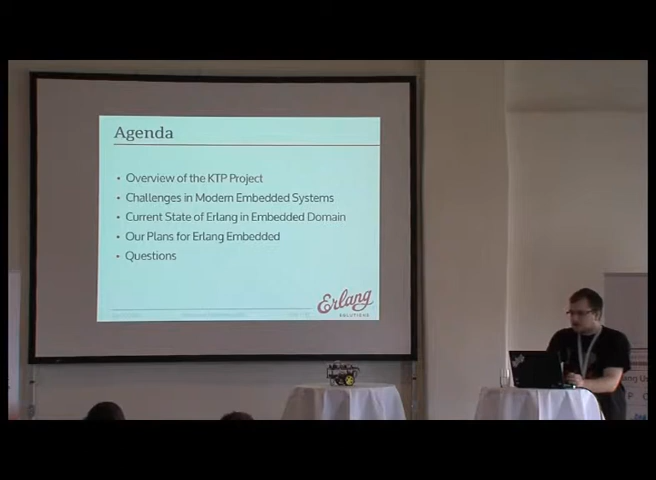 Agenda
• Overview of the KTP Project
• Challenges in Modern Embedded Systems
• Current State of Erlang in Embedded Domain
• Our Plans for Erlang Embedded
• Questions
Erlang
SOLUTIONS